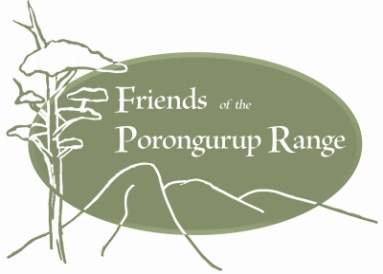 Friends of the
Porongurup Range